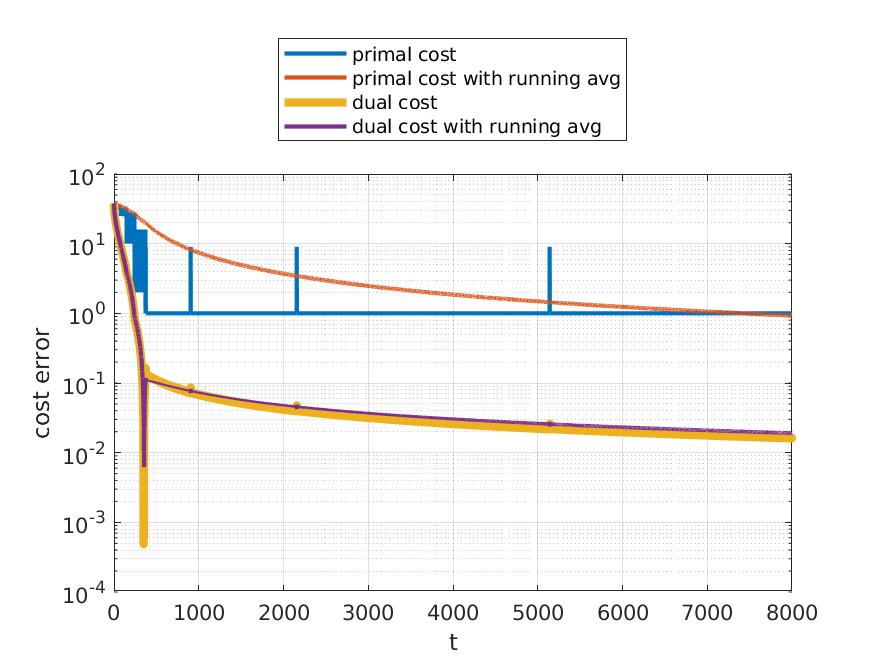 primal cost
primal cost with running avg
dual cost
dual cost with running avg
10^2
10^1
10^0
10^-1
10^-2
10^-3
10^-4
cost error
0 1000 2000 3000 4000 5000 6000 7000 8000
t